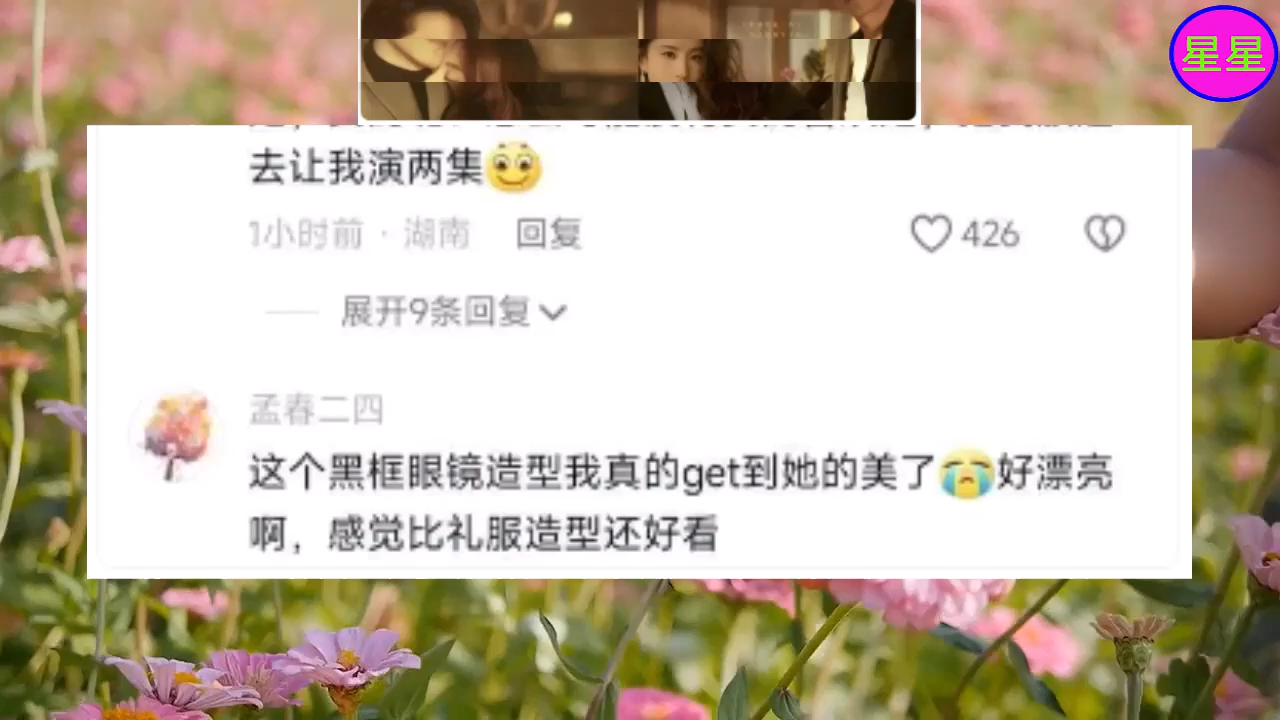 星星
去让我演两集
1小时前 · 湖南 回复 426
展开9条回复
孟春二四
这个黑框眼镜造型我真的get到她的美了好漂亮
啊，感觉比礼服造型还好看